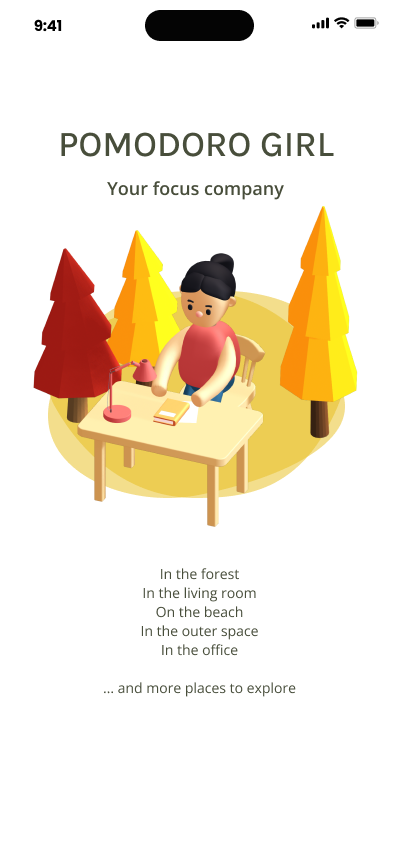 9:41
POMODORO GIRL
Your focus company
In the forest
In the living room
On the beach
In the outer space
In the office
... and more places to explore